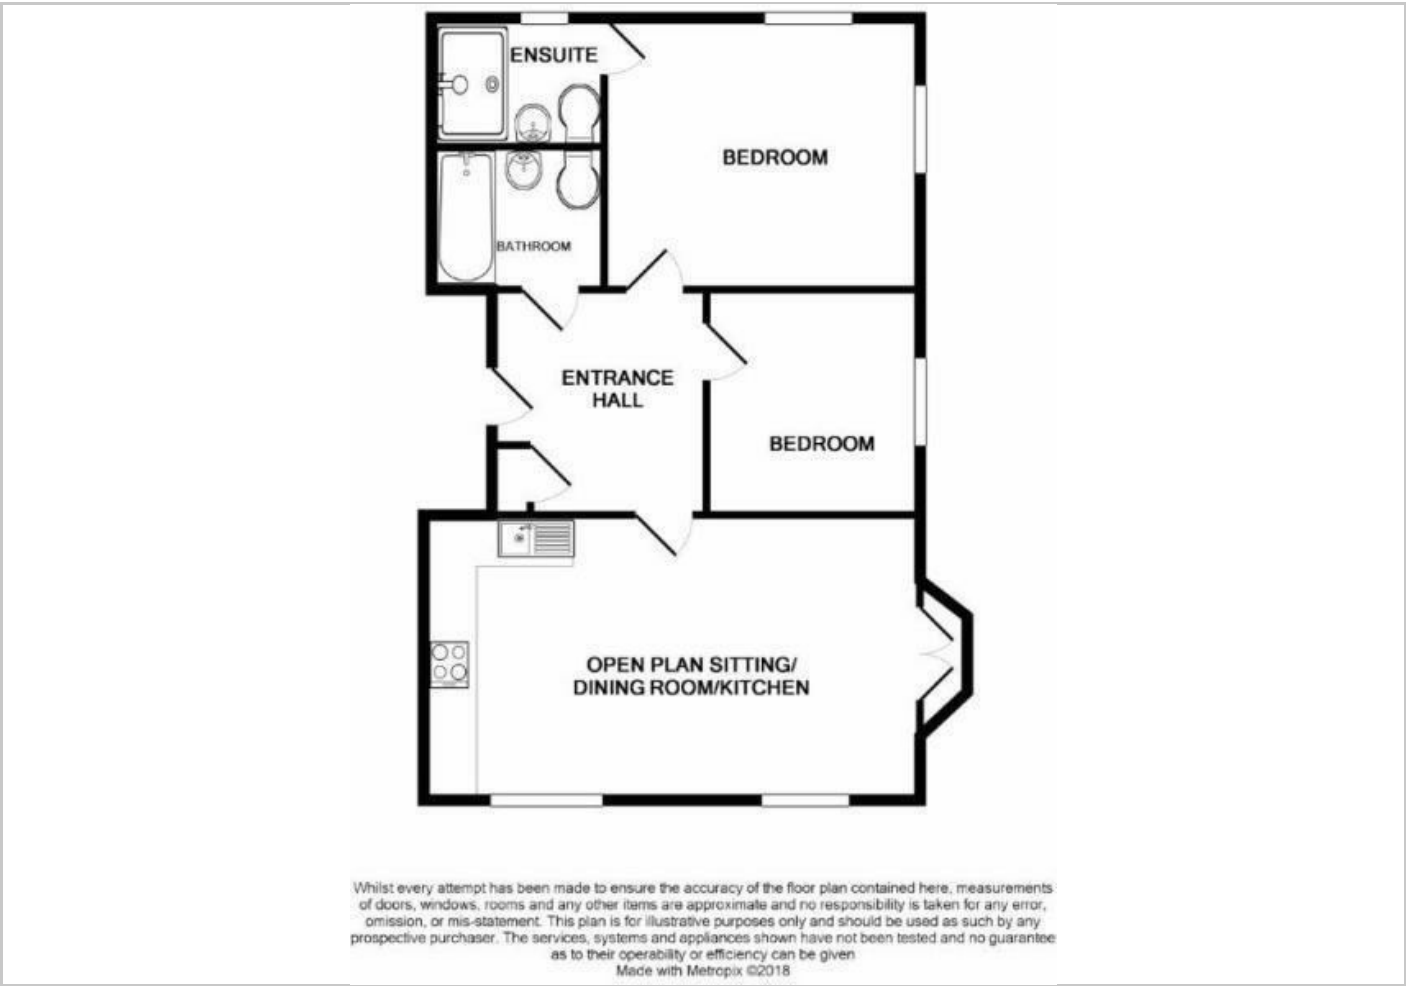 ENSUITE
BEDROOM
BATHROOM
ENTRANCE
HALL
BEDROOM
OPEN PLAN SITTING/
DINING ROOM/KITCHEN
Whilst every attempt has been made to ensure the accuracy of the floor plan contained here, measurements
of doors, windows, rooms and any other items are approximate and no responsibility is taken for any error,
omission, or mis-statement. This plan is for illustrative purposes only and should be used as such by any
prospective purchaser. The services, systems and appliances shown have not been tested and no guarantee
as to their operability or efficiency can be given
Made with Metropix ©2018